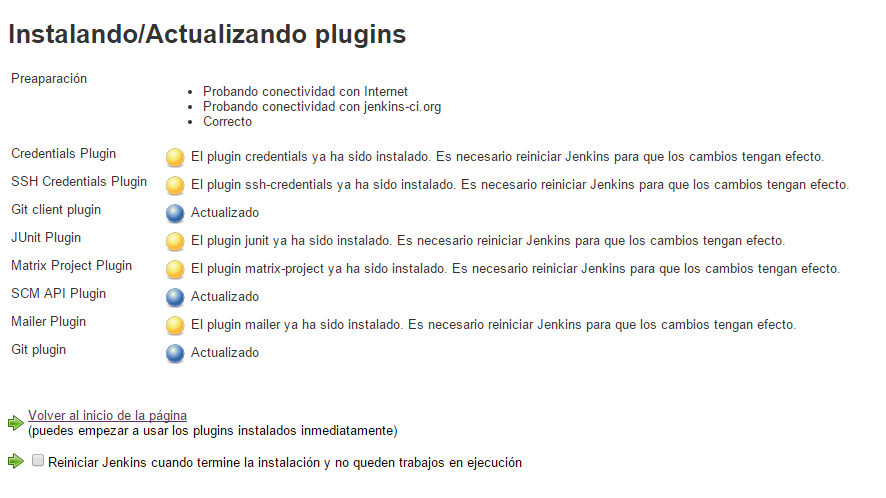 Instalando/Actualizando plugins
Preaparación
Probando conectividad con Internet
Probando conectividad con jenkins-ci.org
Correcto
Credentials Plugin El plugin credentials ya ha sido instalado. Es necesario reiniciar Jenkins para que los cambios tengan efecto.
SSH Credentials Plugin El plugin ssh-credentials ya ha sido instalado. Es necesario reiniciar Jenkins para que los cambios tengan efecto.
Git client plugin Actualizado
JUnit Plugin El plugin junit ya ha sido instalado. Es necesario reiniciar Jenkins para que los cambios tengan efecto.
Matrix Project Plugin El plugin matrix-project ya ha sido instalado. Es necesario reiniciar Jenkins para que los cambios tengan efecto.
SCM API Plugin Actualizado
Mailer Plugin El plugin mailer ya ha sido instalado. Es necesario reiniciar Jenkins para que los cambios tengan efecto.
Git plugin Actualizado
Volver al inicio de la página
(puedes empezar a usar los plugins instalados inmediatamente)
Reiniciar Jenkins cuando termine la instalación y no queden trabajos en ejecución